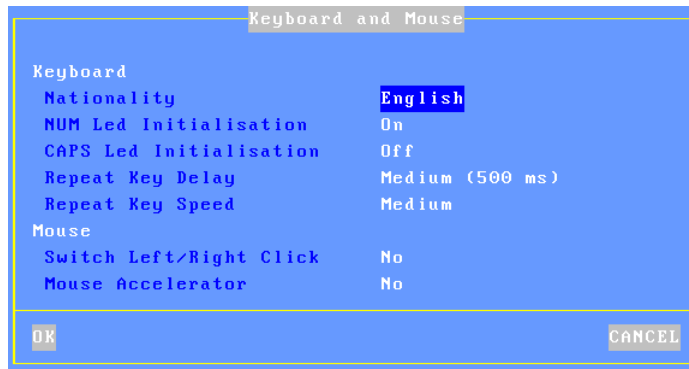 Keyboard and Mouse
Keyboard
Nationality English
NUM Led Initialisation On
CAPS Led Initialisation Off
Repeat Key Delay Medium (500 ms)
Repeat Key Speed Medium
Mouse
Switch Left/Right Click No
Mouse Accelerator No
OK CANCEL